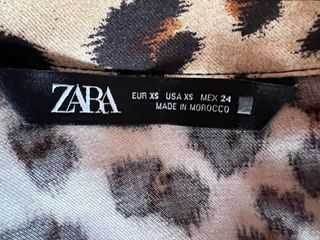 ZARA
EUR XS USA XS MEX 24
MADE IN MOROCCO